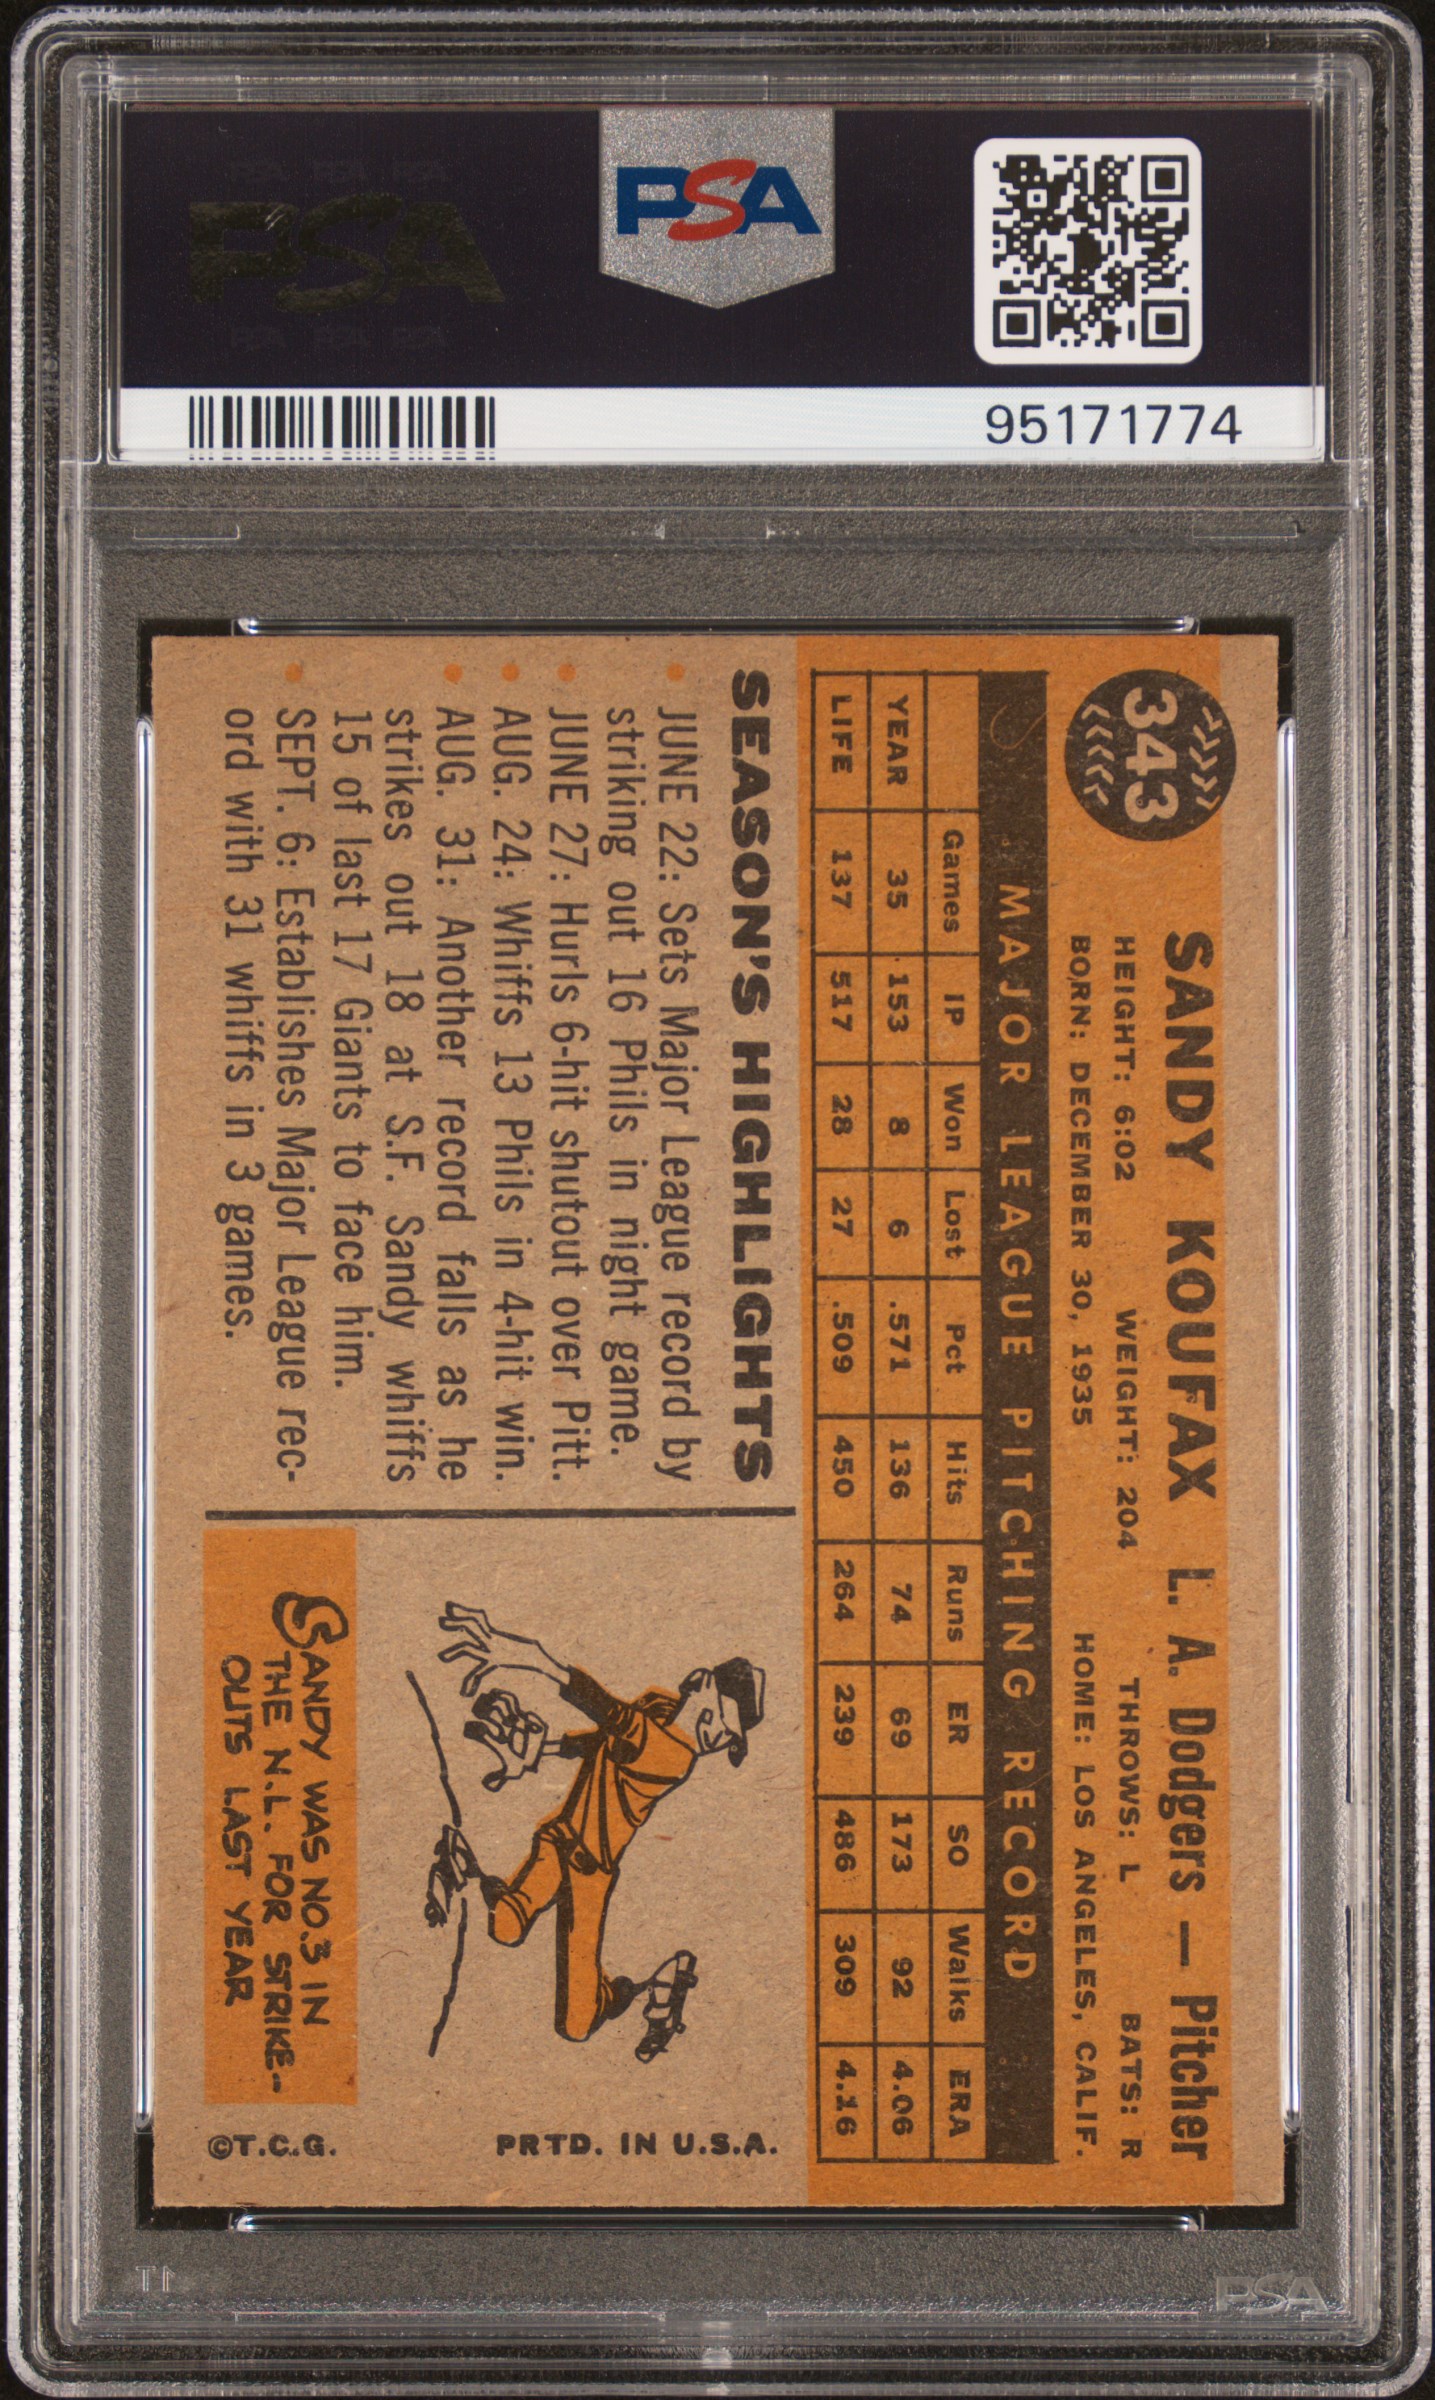 PSA
PSA
95171774
343
SANDY KOUFAX L. A. Dodgers — Pitcher
HEIGHT: 6:02 WEIGHT: 204 THROWS: L BATS: R
BORN: DECEMBER 30, 1935 HOME: LOS ANGELES, CALIF.
MAJOR LEAGUE PITCHING RECORD
Games IP Won Lost Pct Hits Runs ER SO Walks ERA
YEAR 35 153 8 6 .571 136 74 69 173 92 4.06
LIFE 137 517 28 27 .509 450 264 239 486 309 4.16
SEASON'S HIGHLIGHTS
• JUNE 22: Sets Major League record by
striking out 16 Phils in night game.
• JUNE 27: Hurls 6-hit shutout over Pitt.
• AUG. 24: Whiffs 13 Phils in 4-hit win.
• AUG. 31: Another record falls as he
strikes out 18 at S.F. Sandy whiffs
15 of last 17 Giants to face him.
• SEPT. 6: Establishes Major League rec-
ord with 31 whiffs in 3 games.
SANDY WAS NO.3 IN
THE N.L. FOR STRIKE-
OUTS LAST YEAR
PRTD. IN U.S.A.
©T.C.G.
PSA